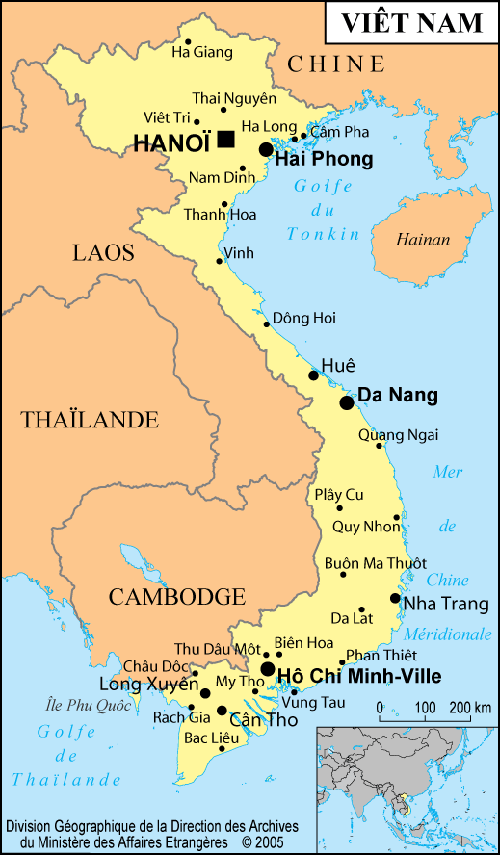 VIÊT NAM
Ha Giang
CHINE
Thai Nguyên
Viêt Tri
Ha Long
Câm Pha
HANOÏ
Hai Phong
Nam Dinh
Golfe
du
Tonkin
Thanh Hoa
Hainan
LAOS
Vinh
Dông Hoi
Huê
Da Nang
THAÏLANDE
Quang Ngai
Mer
de
Chine
Méridionale
Plây Cu
Quy Nhon
Buôn Ma Thuôt
CAMBODGE
Nha Trang
Da Lat
Thu Dâu Môt
Biên Hoa
Phan Thiêt
Châu Dôc
Hô Chi Minh-Ville
Long Xuyên
My Tho
Vung Tau
Île Phu Quôc
Rach Gia
Cân Tho
0 100 200 km
Golfe
de
Thaïlande
Bac Liêu
Division Géographique de la Direction des Archives
du Ministère des Affaires Etrangères © 2005